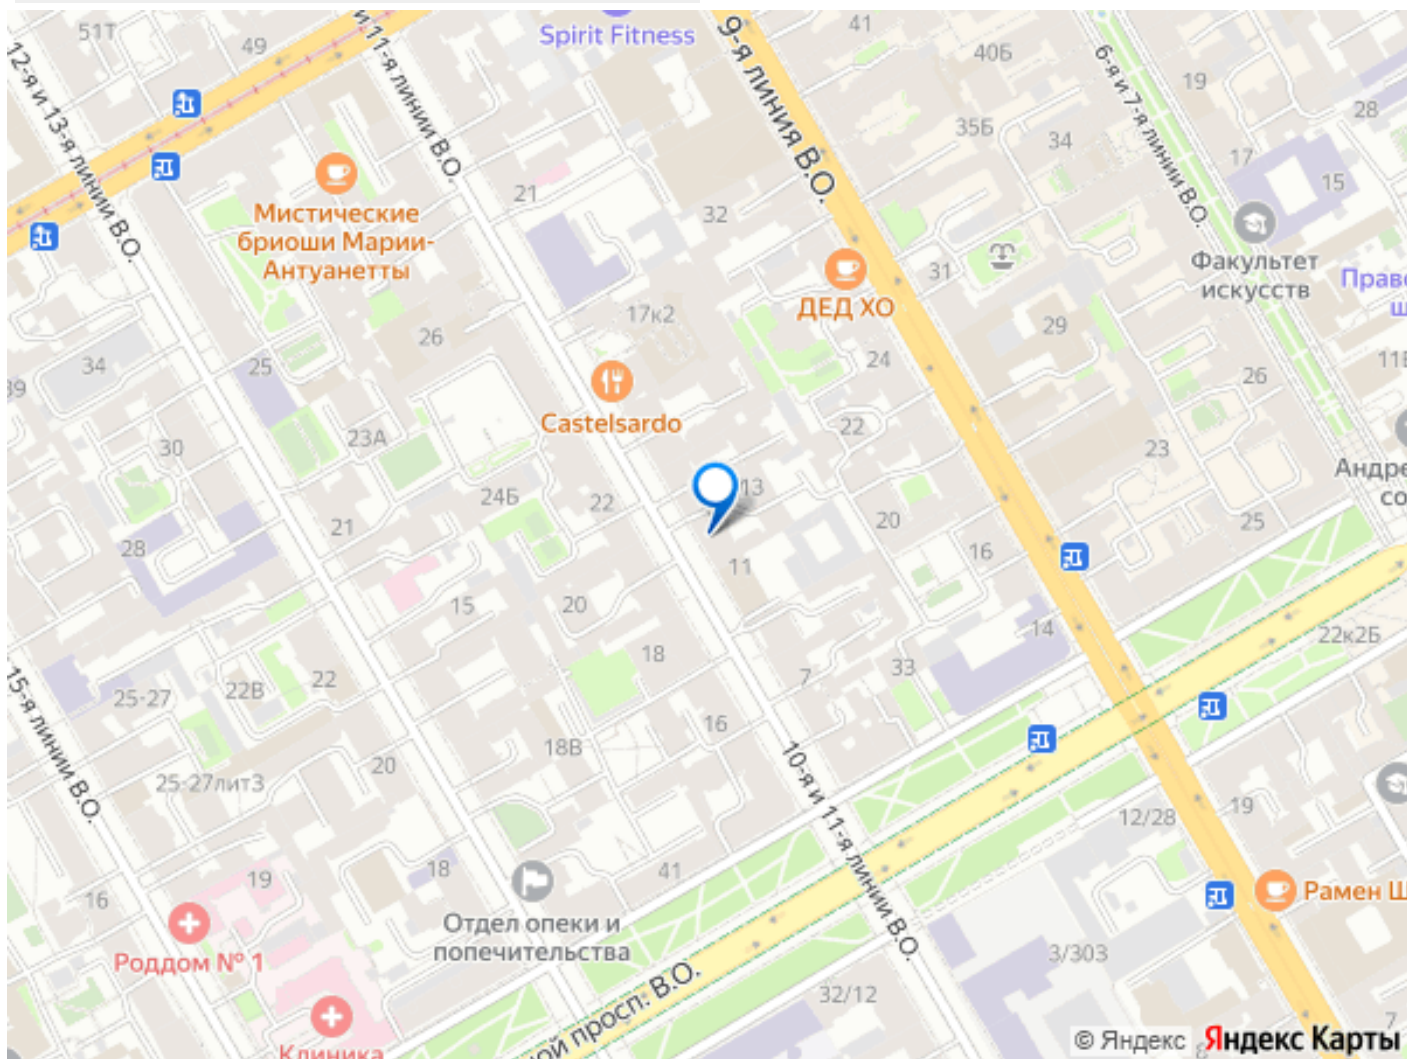 51Т
49
Spirit Fitness
41
40Б
19
28
12-я и 13-я линии В.О.
11-я линии В.О.
9-я линия В.О.
6-я и 7-я линии В.О.
35Б
34
17
15
21
32
Мистические
бриоши Марии-
Антуанетты
Факультет
искусств
31
ДЕД ХО
17к2
29
26
34
25
24
26
Castelsardo
23А
22
23
30
24Б
22
13
20
25
21
28
16
11
15
20
14
22к2Б
18
33
7
22В
22
25-27
16
15-я линии В.О.
18В
10-я и 11-я линии В.О.
20
25-27лит3
12/28
19
41
18
19
16
Рамен Ш
Отдел опеки и
попечительства
Роддом № 1
3/303
32/12
просп. В.О.
Клиника
7
© Яндекс Яндекс Карты